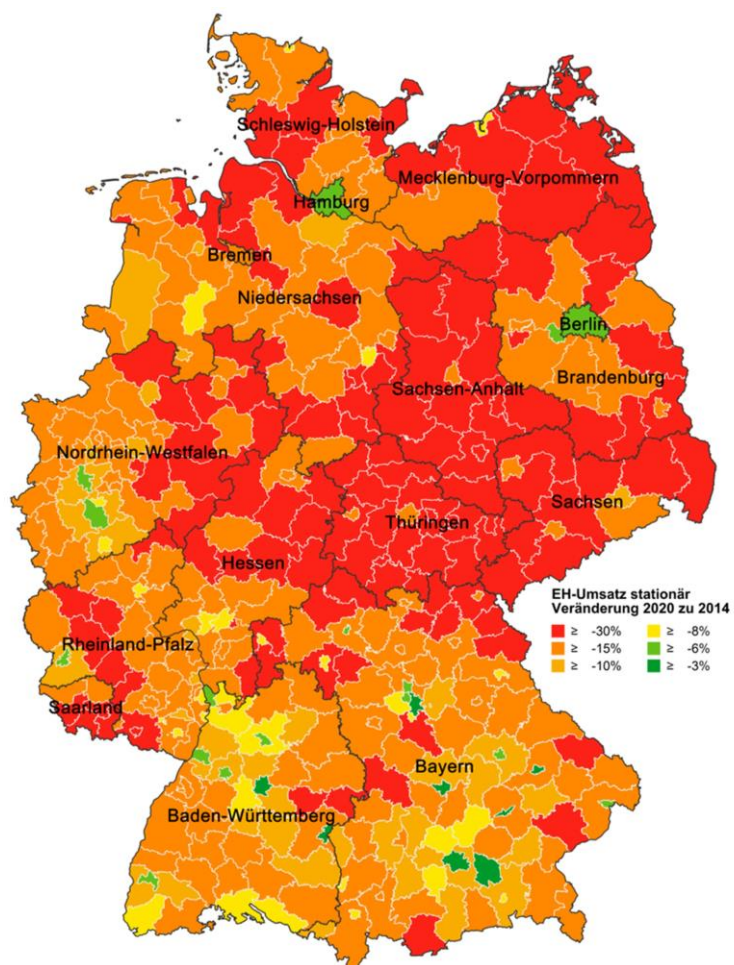 Schleswig-Holstein
Mecklenburg-Vorpommern
Hamburg
Bremen
Niedersachsen
Berlin
Sachsen-Anhalt
Brandenburg
Nordrhein-Westfalen
Sachsen
Thüringen
Hessen
EH-Umsatz stationär
Veränderung 2020 zu 2014
≥ -30% ≥ -8%
≥ -15% ≥ -6%
≥ -10% ≥ -3%
Rheinland-Pfalz
Saarland
Bayern
Baden-Württemberg